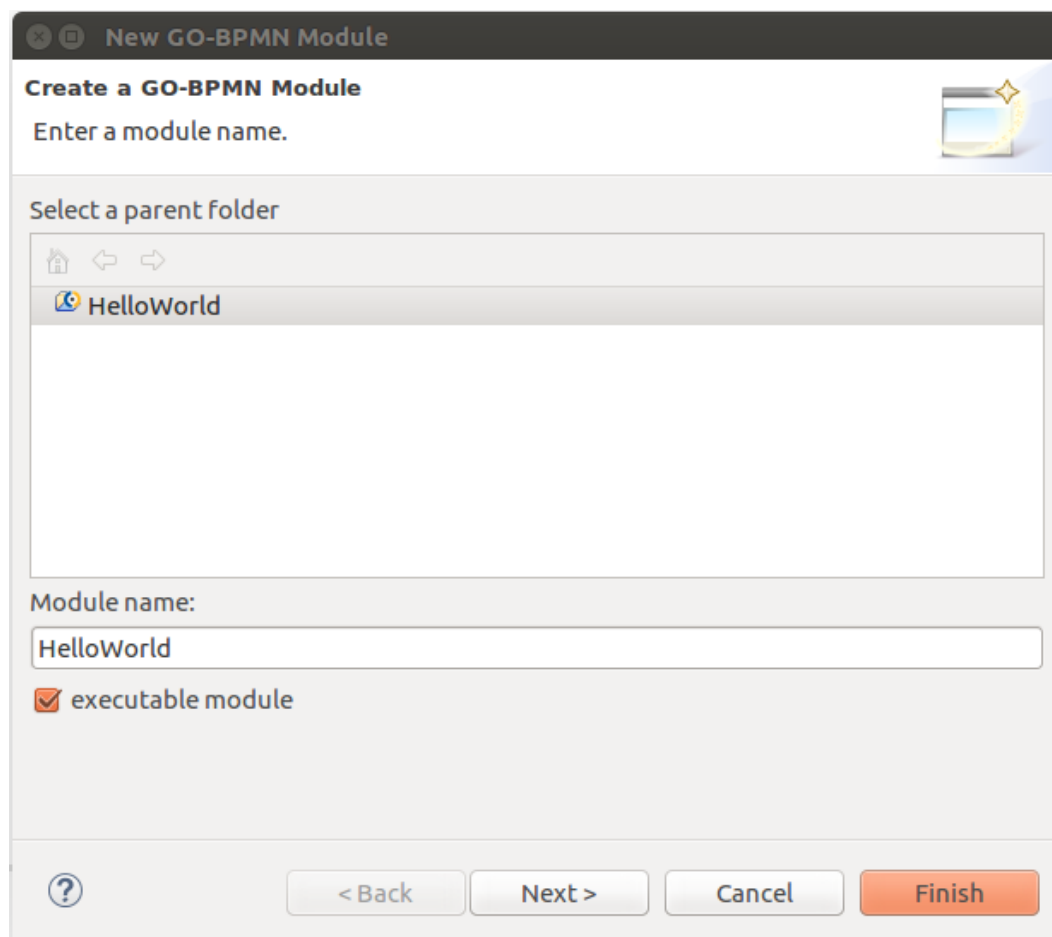 New GO-BPMN Module
Create a GO-BPMN Module
Enter a module name.
Select a parent folder
HelloWorld
Module name:
HelloWorld
executable module
? < Back Next > Cancel Finish